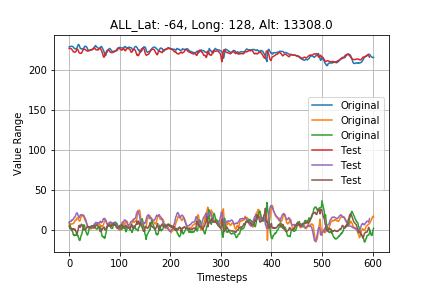 ALL_Lat: -64, Long: 128, Alt: 13308.0
Value Range
200
150
100
50
0
Original
Original
Original
Test
Test
Test
0
100
200
300
400
500
600
Timesteps